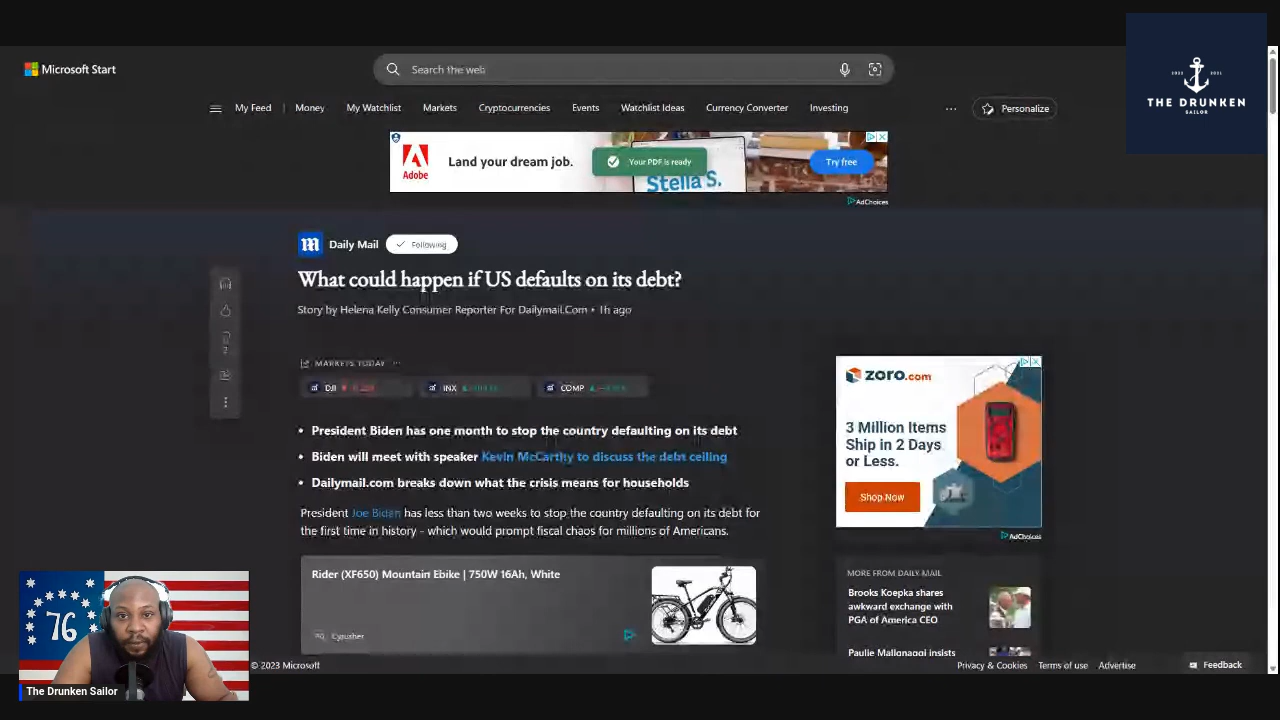 Microsoft Start
Search the web
2021 2021
THE DRUNKEN
SAILOR
My Feed
Money
My Watchlist
Markets
Cryptocurrencies
Events
Watchlist Ideas
Currency Converter
Investing
...
Personalize
Adobe
Land your dream job.
Your PDF is ready
Stella S.
Try free
AdChoices
Daily Mail
Following
What could happen if US defaults on its debt?
Story by Helena Kelly Consumer Reporter For Dailymail.Com • 1h ago
2
MARKETS TODAY ...
DJI
INX
COMP
• President Biden has one month to stop the country defaulting on its debt
• Biden will meet with speaker Kevin McCarthy to discuss the debt ceiling
• Dailymail.com breaks down what the crisis means for households
President Joe Biden has less than two weeks to stop the country defaulting on its debt for
the first time in history - which would prompt fiscal chaos for millions of Americans.
Rider (XF650) Mountain Ebike | 750W 16Ah, White
Cyrusher
zoro.com
3 Million Items
Ship in 2 Days
or Less.
Shop Now
AdChoices
MORE FROM DAILY MAIL
Brooks Koepka shares
awkward exchange with
PGA of America CEO
Paulie Malignaggi insists
76
The Drunken Sailor
© 2023 Microsoft
Privacy & Cookies
Terms of use
Advertise
Feedback